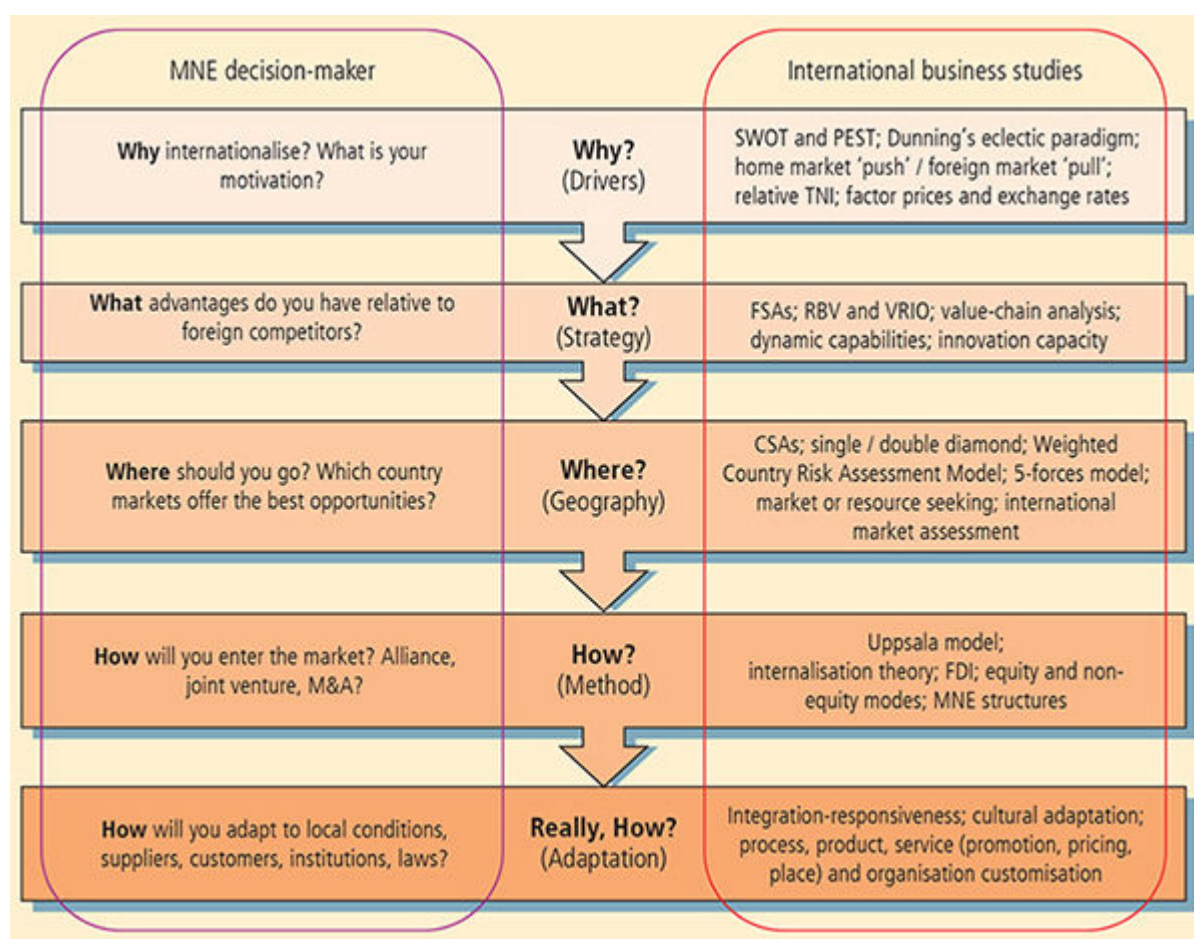 MNE decision-maker
International business studies
Why internationalise? What is your
motivation?
Why?
(Drivers)
SWOT and PEST; Dunning's eclectic paradigm;
home market 'push' / foreign market 'pull';
relative TNI; factor prices and exchange rates
What advantages do you have relative to
foreign competitors?
What?
(Strategy)
FSAs; RBV and VRIO; value-chain analysis;
dynamic capabilities; innovation capacity
Where should you go? Which country
markets offer the best opportunities?
Where?
(Geography)
CSAs; single / double diamond; Weighted
Country Risk Assessment Model; 5-forces model;
market or resource seeking; international
market assessment
How will you enter the market? Alliance,
joint venture, M&A?
How?
(Method)
Uppsala model;
internalisation theory; FDI; equity and non-
equity modes; MNE structures
How will you adapt to local conditions,
suppliers, customers, institutions, laws?
Really, How?
(Adaptation)
Integration-responsiveness; cultural adaptation;
process, product, service (promotion, pricing,
place) and organisation customisation